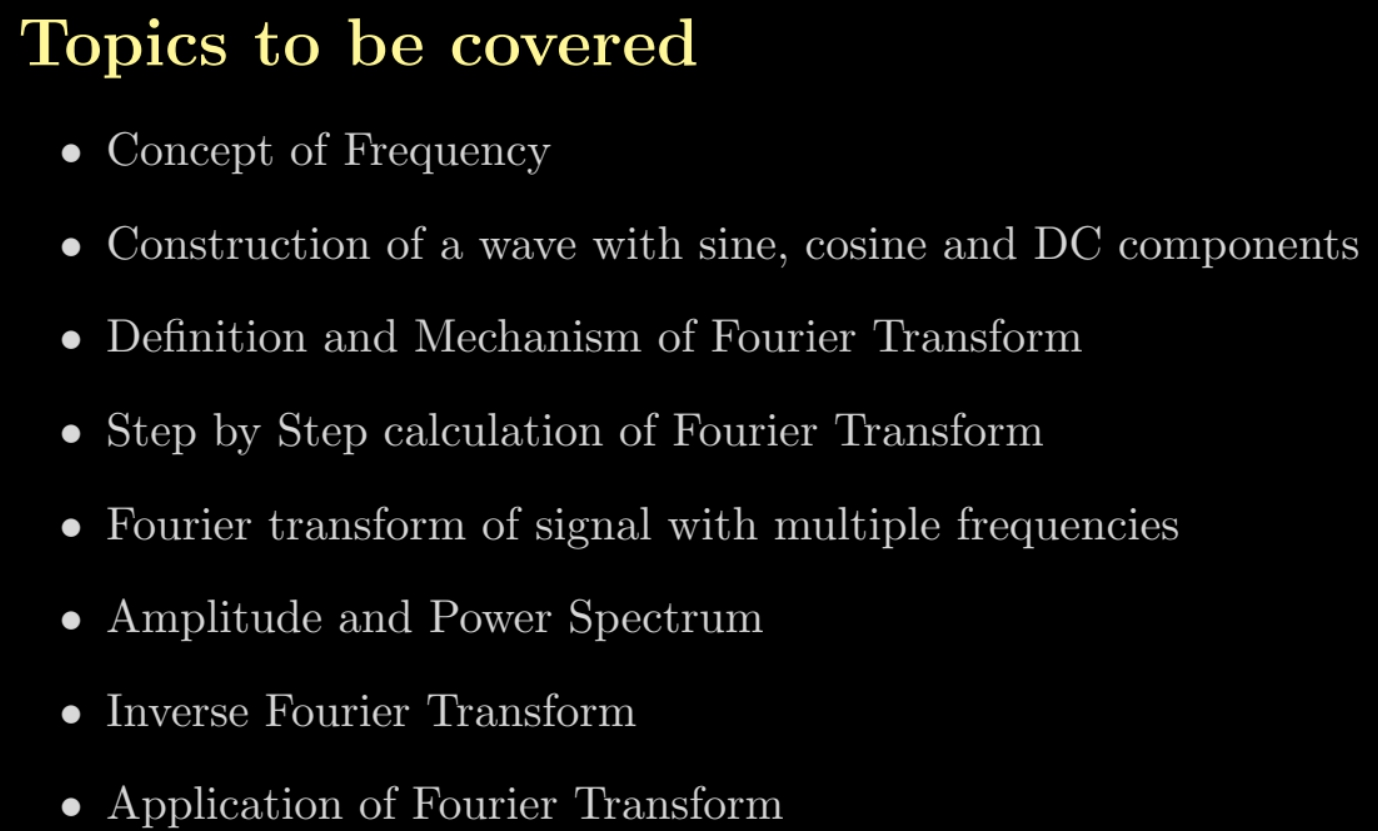 Topics to be covered
• Concept of Frequency
• Construction of a wave with sine, cosine and DC components
• Definition and Mechanism of Fourier Transform
• Step by Step calculation of Fourier Transform
• Fourier transform of signal with multiple frequencies
• Amplitude and Power Spectrum
• Inverse Fourier Transform
• Application of Fourier Transform